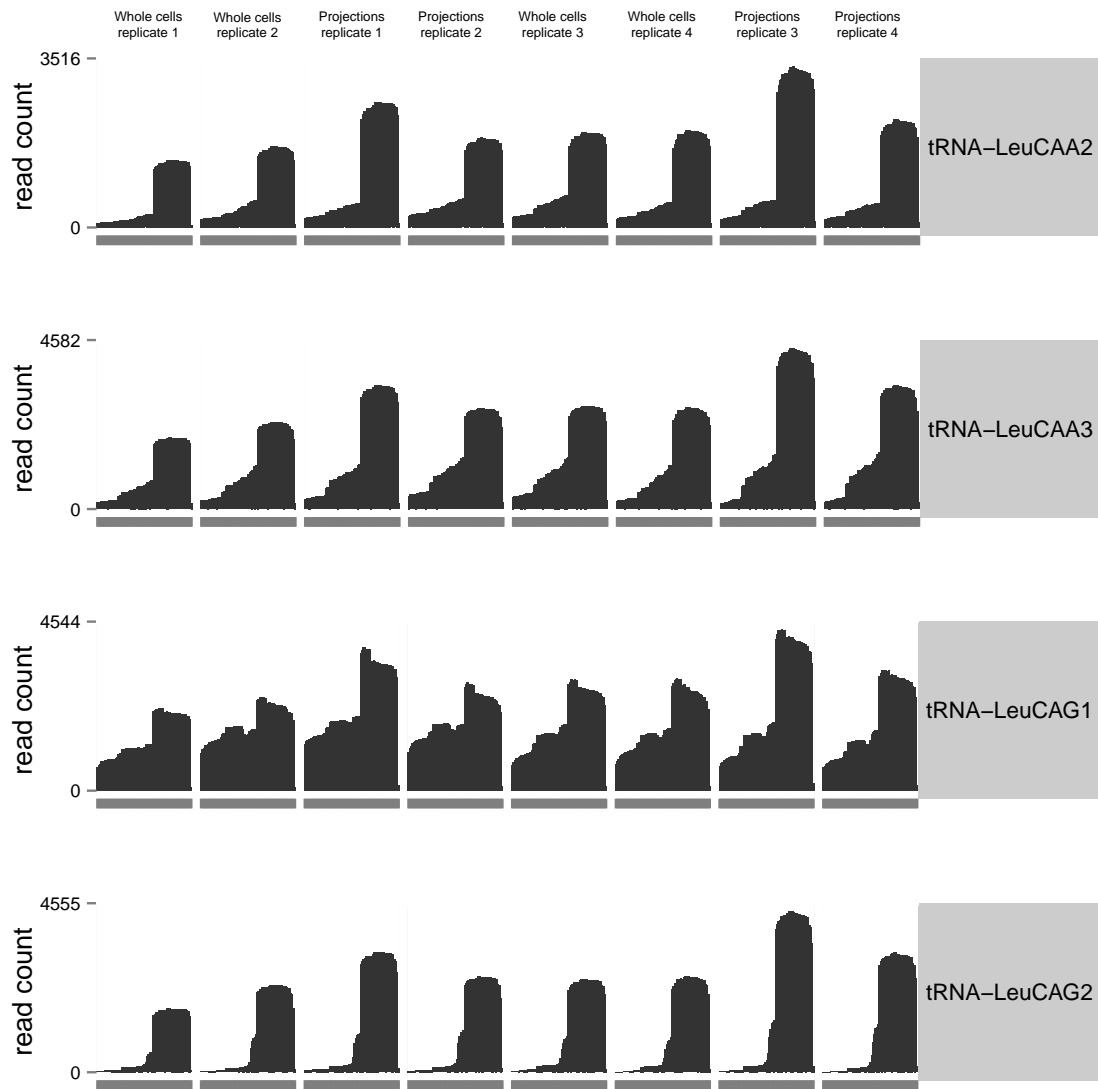 Whole cells
replicate 1
Whole cells
replicate 2
Projections
replicate 1
Projections
replicate 2
Whole cells
replicate 3
Whole cells
replicate 4
Projections
replicate 3
Projections
replicate 4
3516
read count
0
tRNA−LeuCAA2
4582
read count
0
tRNA−LeuCAA3
4544
read count
0
tRNA−LeuCAG1
4555
read count
0
tRNA−LeuCAG2